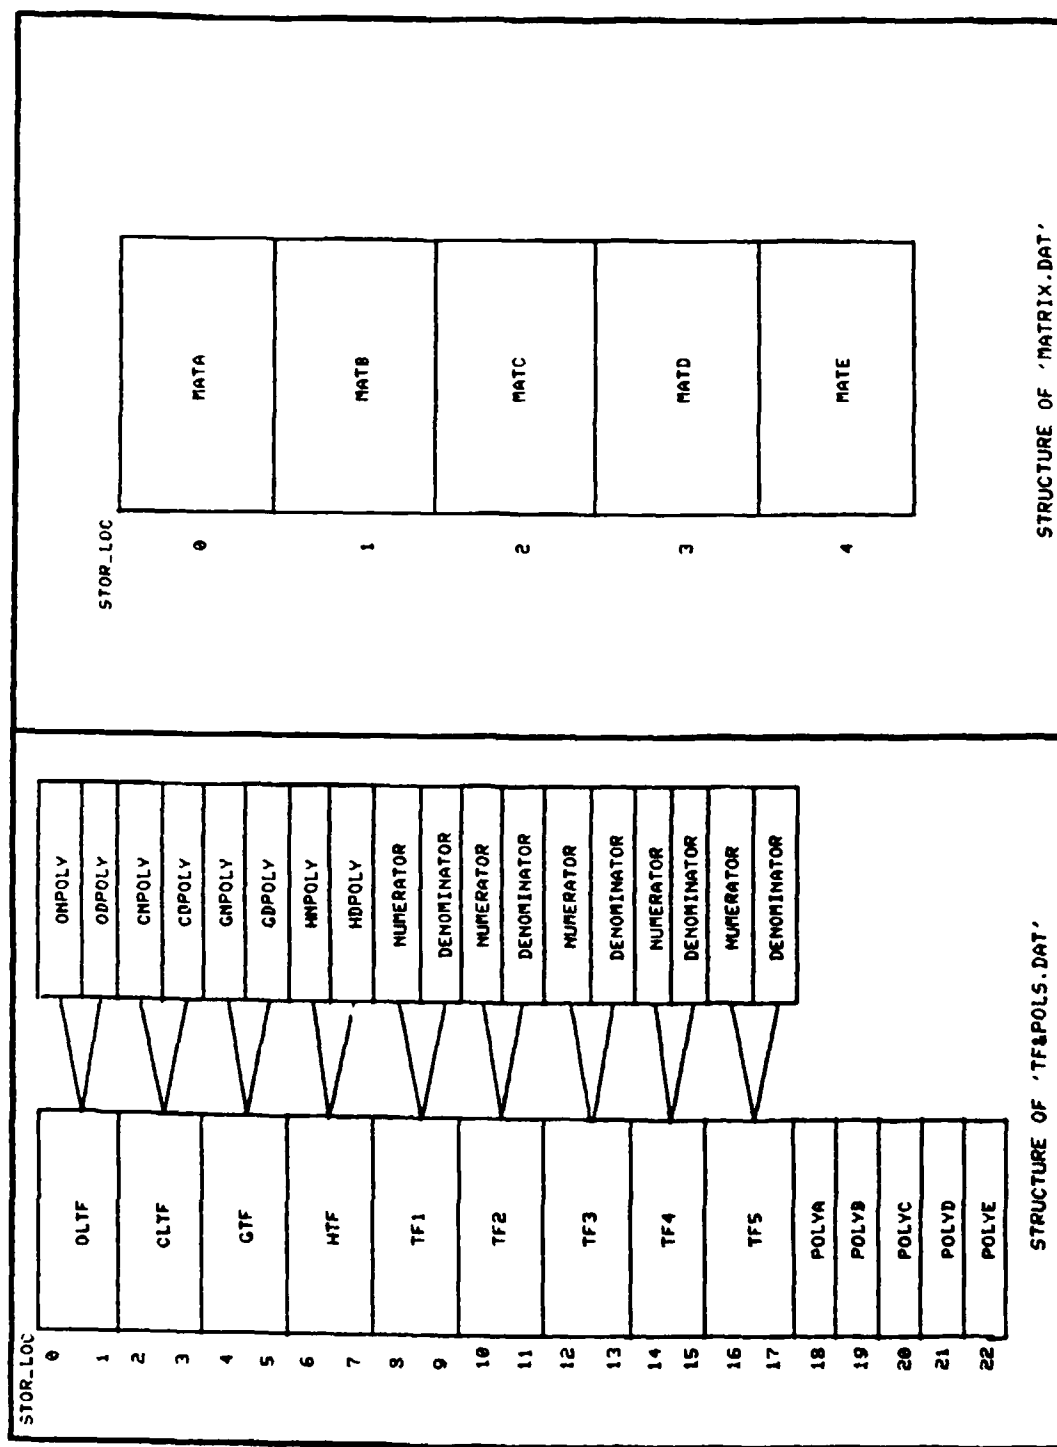 STOR_LOC
0 OLTF ONPOLY
1 ODPOLY
2 CLTF CNPOLY
3 CDPOLY
4 GTF GNPOLY
5 GDPOLY
6 HTF HNPOLY
7 HDPOLY
8 TF1 NUMERATOR
9 DENOMINATOR
10 TF2 NUMERATOR
11 DENOMINATOR
12 TF3 NUMERATOR
13 DENOMINATOR
14 TF4 NUMERATOR
15 DENOMINATOR
16 TF5 NUMERATOR
17 DENOMINATOR
18 POLYA
19 POLYB
20 POLYC
21 POLYD
22 POLYE
STRUCTURE OF 'TF&POLS.DAT'
STOR_LOC
0 MATA
1 MATB
2 MATC
3 MATD
4 MATE
STRUCTURE OF 'MATRIX.DAT'